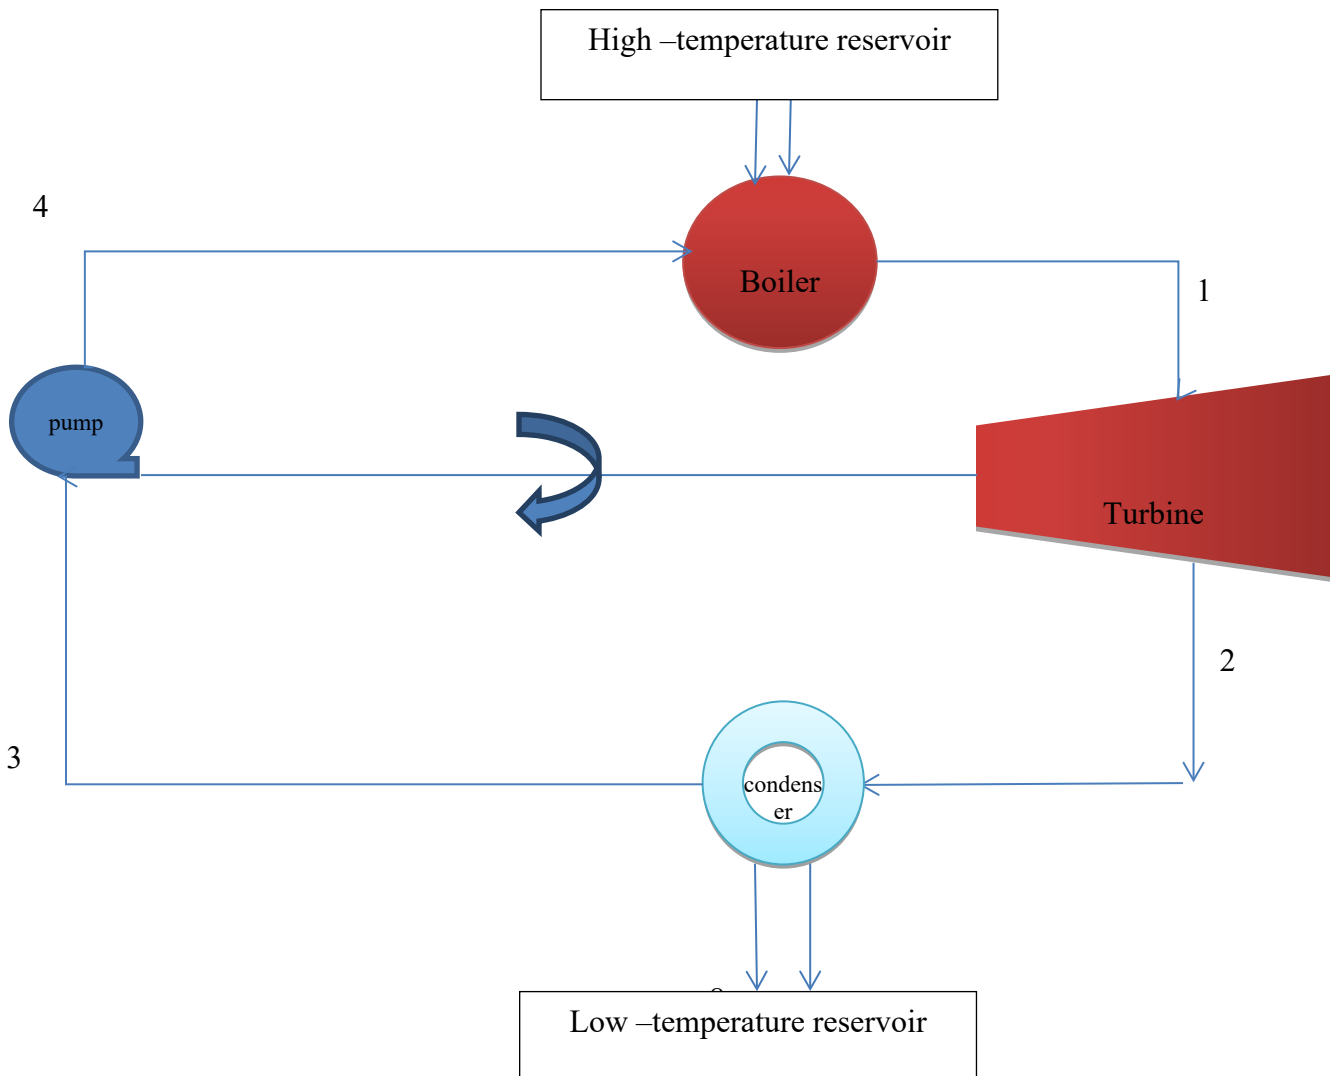 High –temperature reservoir
4
Boiler
1
pump
Turbine
2
3
condens
er
Low –temperature reservoir